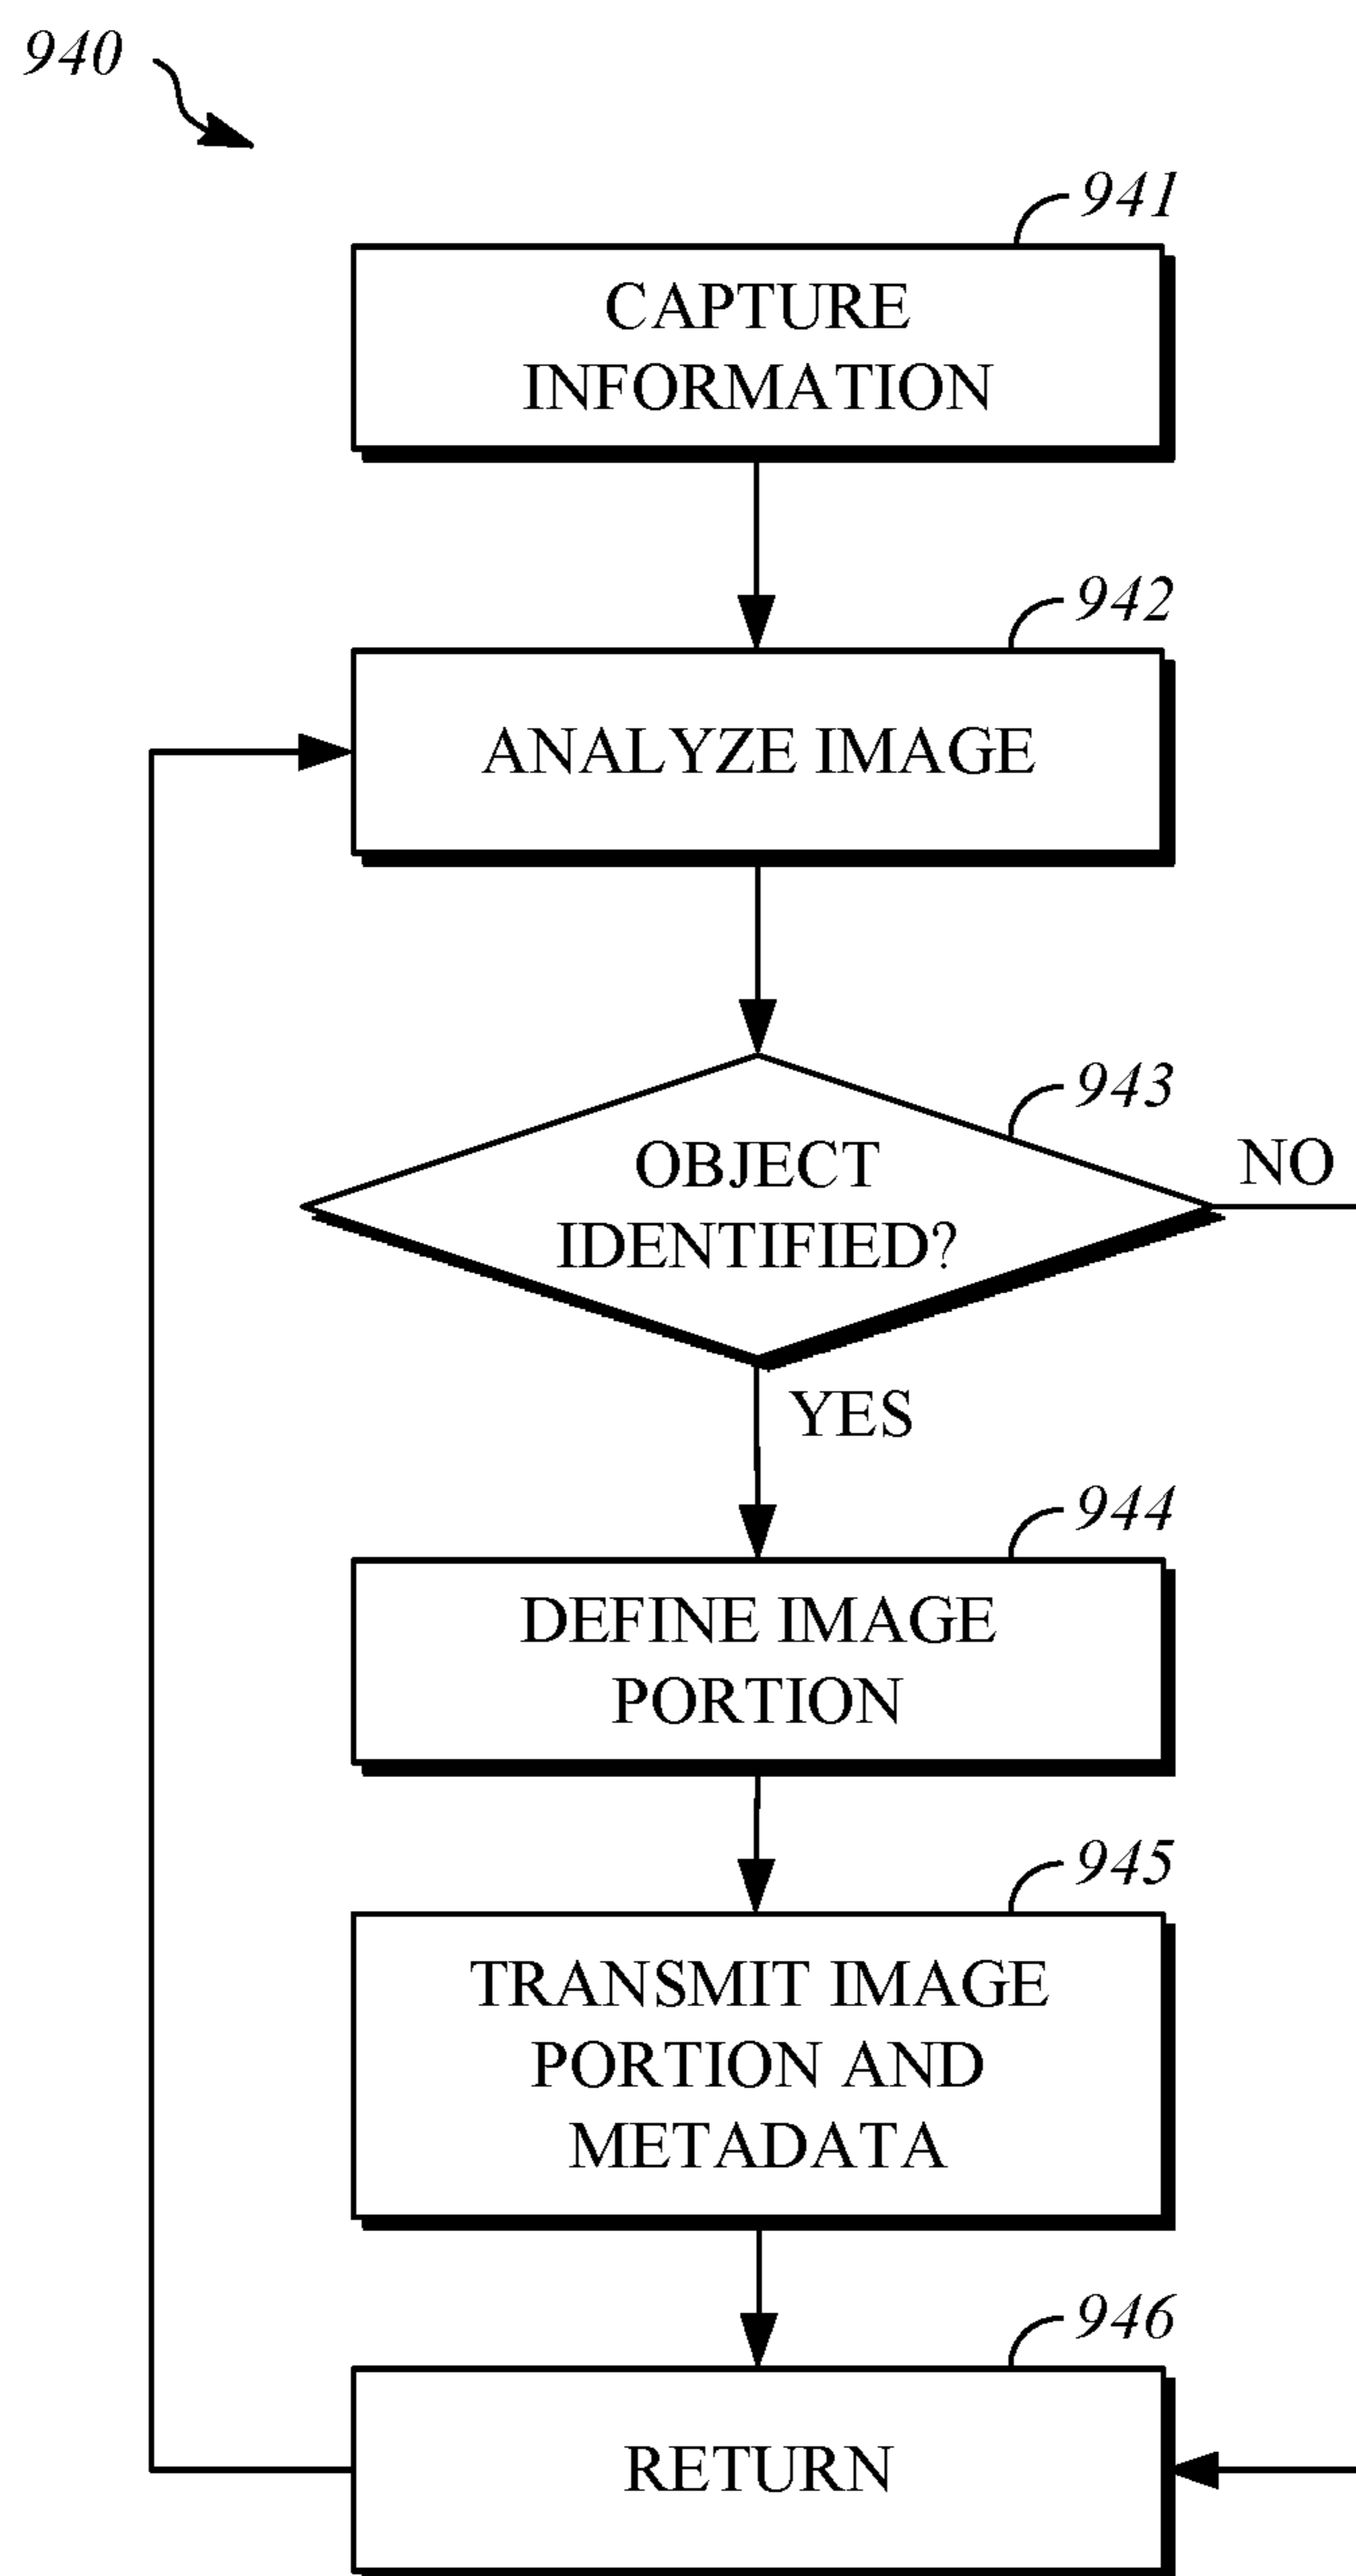 940
941
CAPTURE
INFORMATION
942
ANALYZE IMAGE
943
OBJECT
IDENTIFIED?
NO
YES
944
DEFINE IMAGE
PORTION
945
TRANSMIT IMAGE
PORTION AND
METADATA
946
RETURN